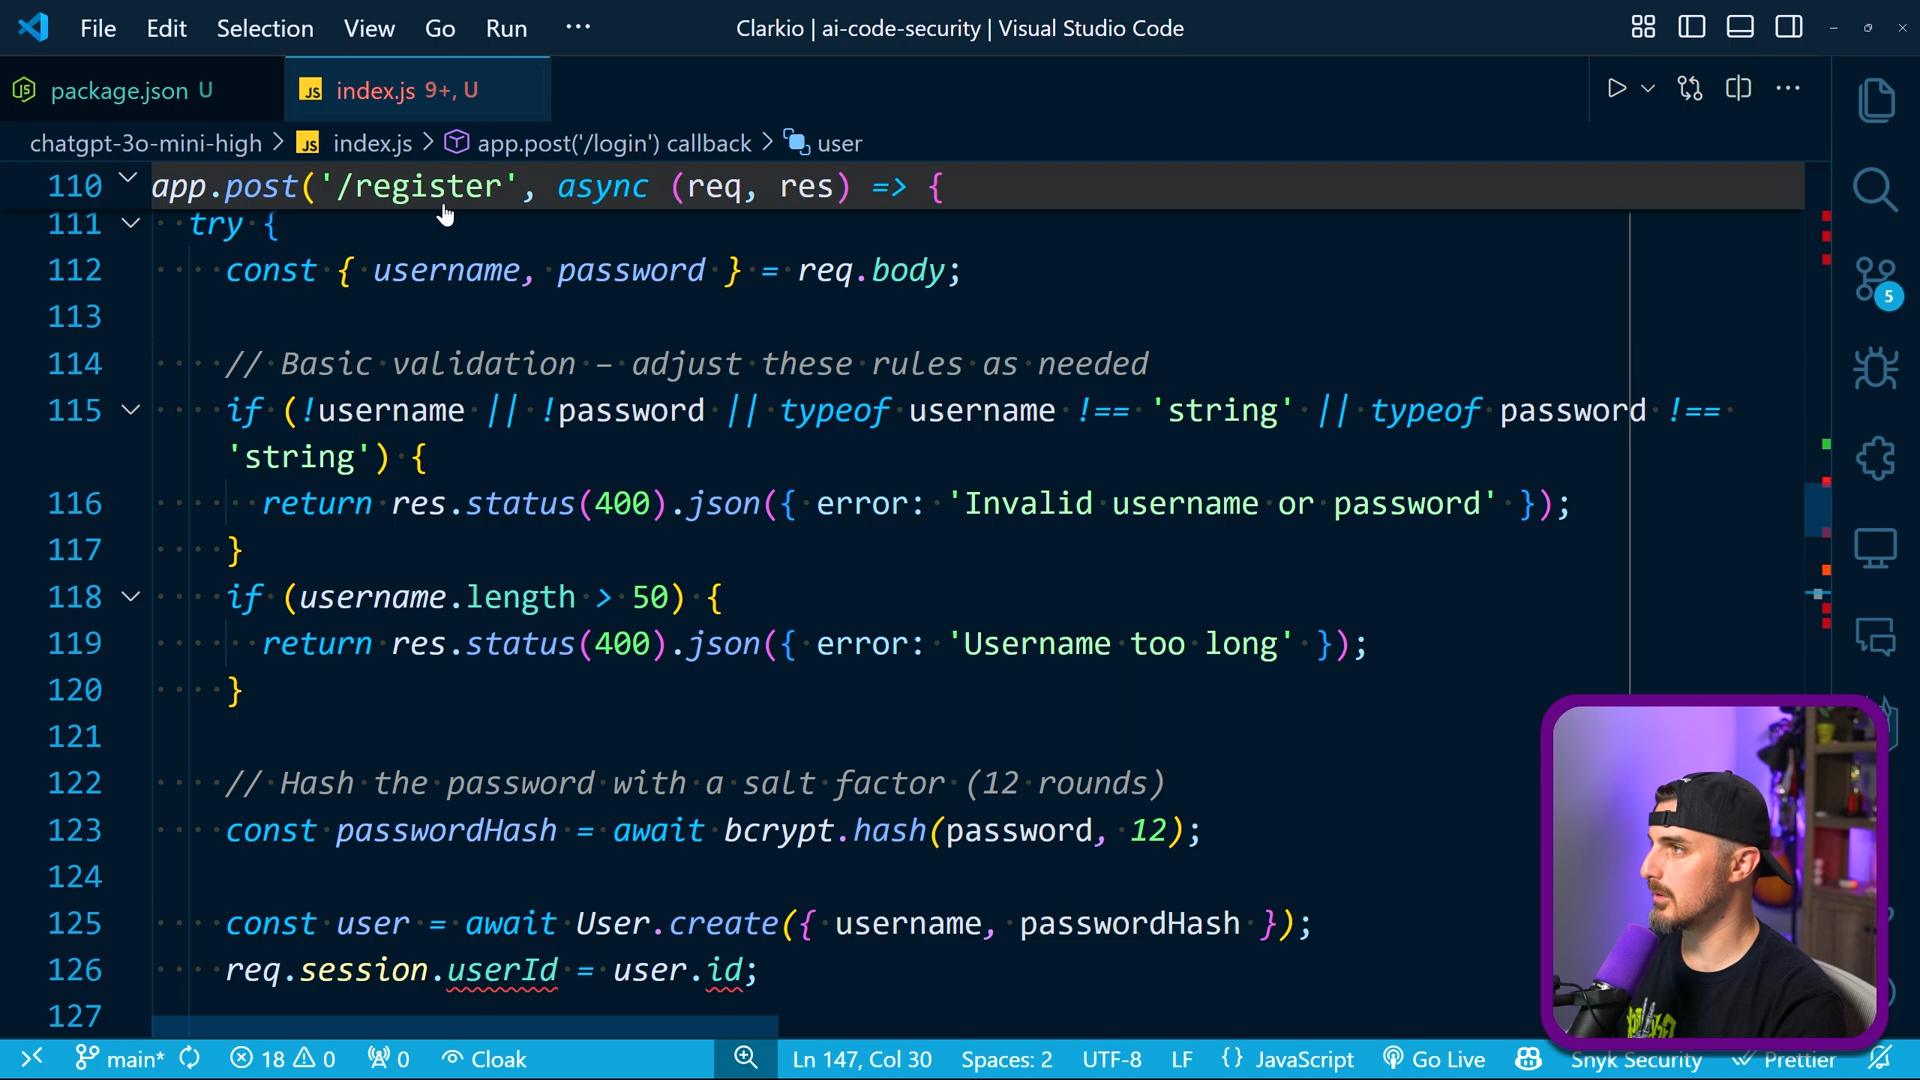 File Edit Selection View Go Run ··· Clarkio | ai-code-security | Visual Studio Code
package.json U JS index.js 9+, U
chatgpt-3o-mini-high > JS index.js > app.post('/login') callback > user
110 app.post('/register', async (req, res) => {
111 try {
112 const { username, password } = req.body;
113
114 // Basic validation – adjust these rules as needed
115 if (!username || !password || typeof username !== 'string' || typeof password !==
'string') {
116 return res.status(400).json({ error: 'Invalid username or password' });
117 }
118 if (username.length > 50) {
119 return res.status(400).json({ error: 'Username too long' });
120 }
121
122 // Hash the password with a salt factor (12 rounds)
123 const passwordHash = await bcrypt.hash(password, 12);
124
125 const user = await User.create({ username, passwordHash });
126 req.session.userId = user.id;
127
5
main* 18 0 0 Cloak Ln 147, Col 30 Spaces: 2 UTF-8 LF {} JavaScript Go Live Snyk Security Prettier